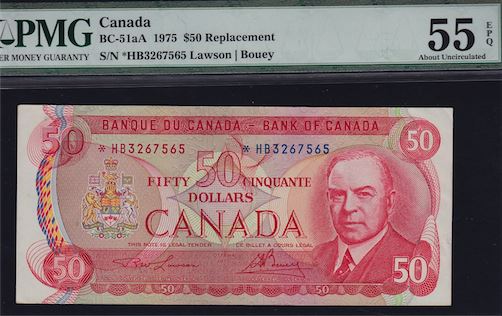 PMG
PER MONEY GUARANTY
Canada
BC-51aA 1975 $50 Replacement
S/N *HB3267565 Lawson | Bouey
55 EPQ
About Uncirculated
50 50
BANQUE DU CANADA - BANK OF CANADA
*HB3267565 *HB3267565
50
FIFTY CINQUANTE
DOLLARS
CANADA
THIS NOTE IS LEGAL TENDER CE BILLET A COURS LÉGAL
50 50